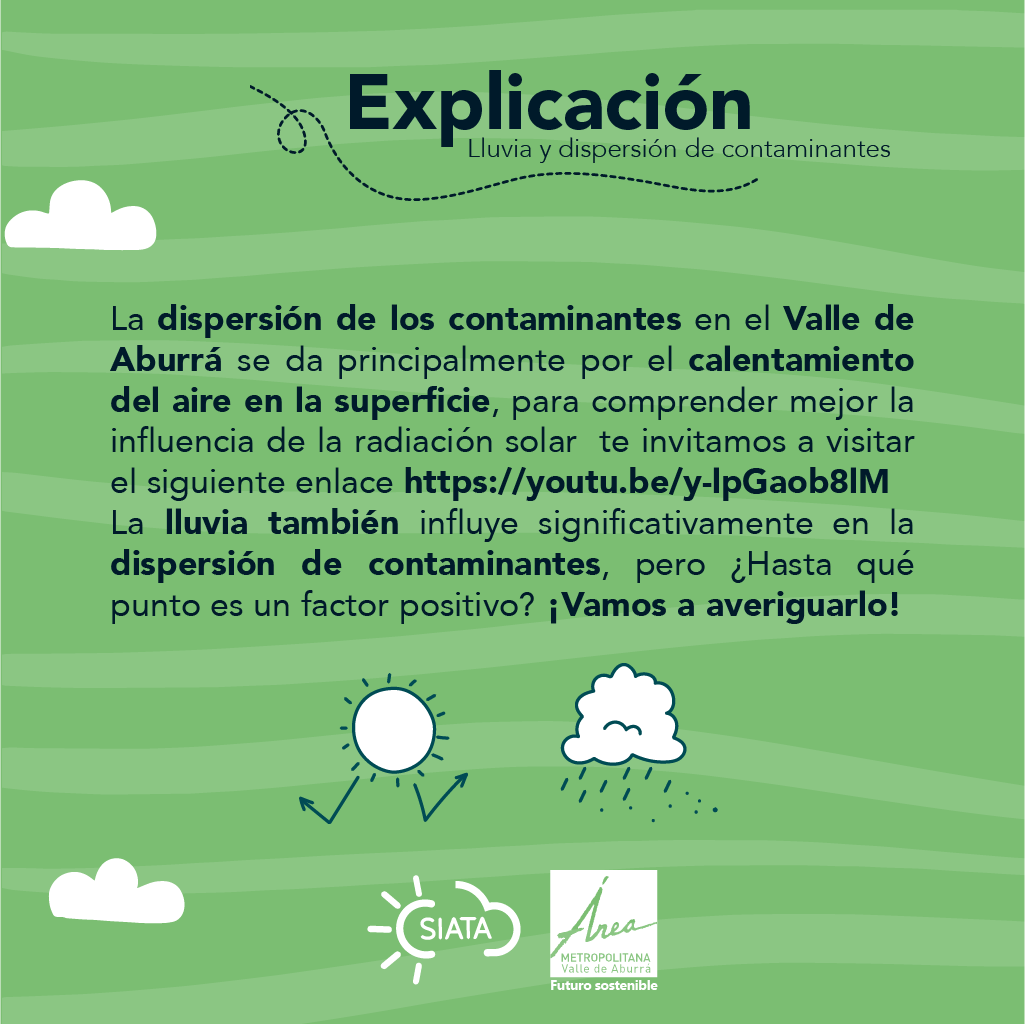 Explicación
Lluvia y dispersión de contaminantes
La dispersión de los contaminantes en el Valle de
Aburrá se da principalmente por el calentamiento
del aire en la superficie, para comprender mejor la
influencia de la radiación solar te invitamos a visitar
el siguiente enlace https://youtu.be/y-lpGaob8lM
La lluvia también influye significativamente en la
dispersión de contaminantes, pero ¿Hasta qué
punto es un factor positivo? ¡Vamos a averiguarlo!
SIATA
Área
METROPOLITANA
Valle de Aburrá
Futuro sostenible